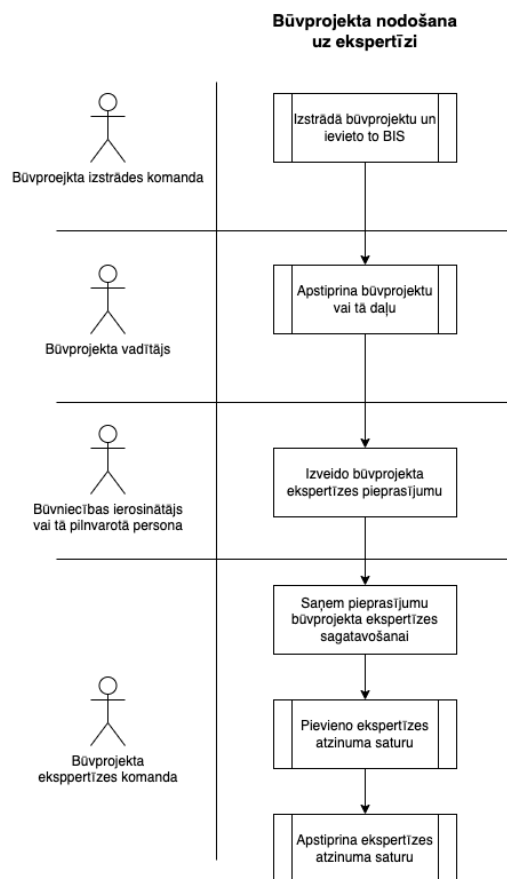 Būvprojekta nodošana
uz ekspertīzi
Izstrādā būvprojektu un
ievieto to BIS
Būvproejkta izstrādes komanda
Apstiprina būvprojektu
vai tā daļu
Būvprojekta vadītājs
Izveido būvprojekta
ekspertīzes pieprasījumu
Būvniecības ierosinātājs
vai tā pilnvarotā persona
Saņem pieprasījumu
būvprojekta ekspertīzes
sagatavošanai
Pievieno ekspertīzes
atzinuma saturu
Būvprojekta
eksppertīzes komanda
Apstiprina ekspertīzes
atzinuma saturu